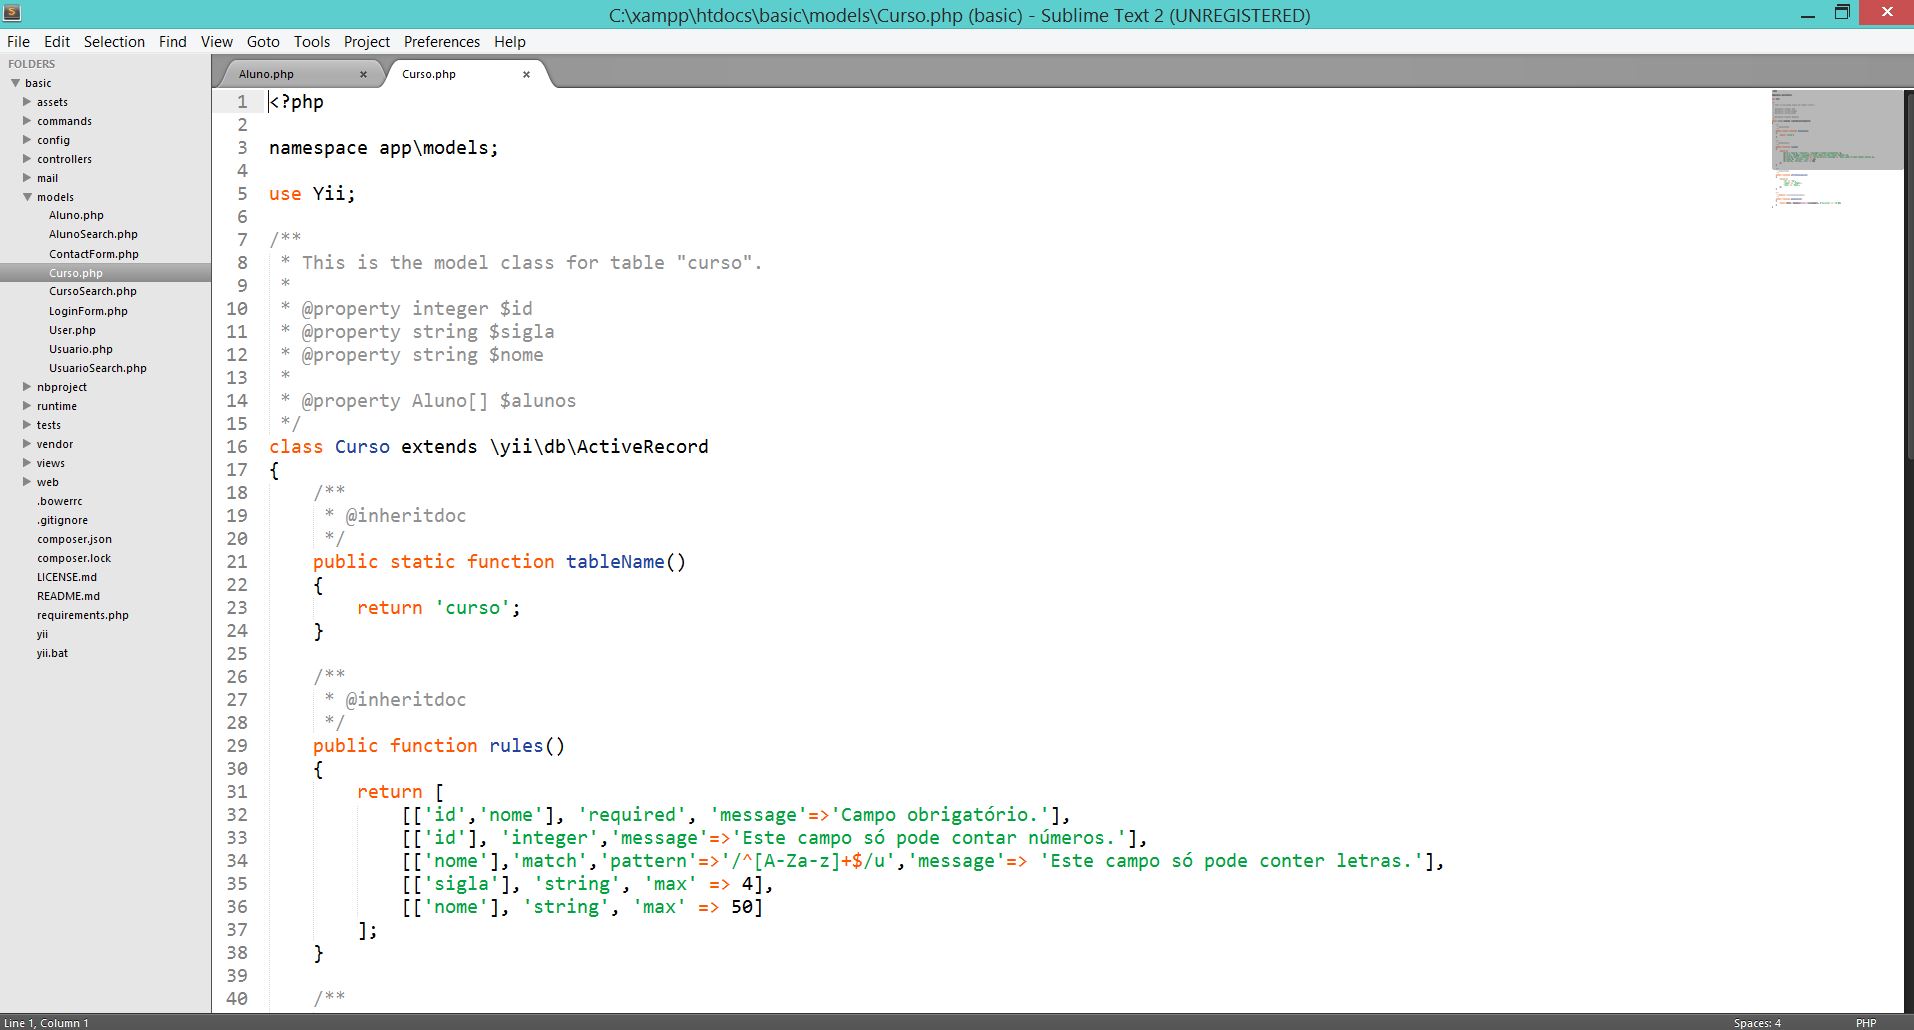 C:\xampp\htdocs\basic\models\Curso.php (basic) - Sublime Text 2 (UNREGISTERED)
File Edit Selection Find View Goto Tools Project Preferences Help
FOLDERS
basic
assets
commands
config
controllers
mail
models
Aluno.php
AlunoSearch.php
ContactForm.php
Curso.php
CursoSearch.php
LoginForm.php
User.php
Usuario.php
UsuarioSearch.php
nbproject
runtime
tests
vendor
views
web
.bowerrc
.gitignore
composer.json
composer.lock
LICENSE.md
README.md
requirements.php
yii
yii.bat
Aluno.php × Curso.php ×
1 <?php
2
3 namespace app\models;
4
5 use Yii;
6
7 /**
8  * This is the model class for table "curso".
9  *
10  * @property integer $id
11  * @property string $sigla
12  * @property string $nome
13  *
14  * @property Aluno[] $alunos
15  */
16 class Curso extends \yii\db\ActiveRecord
17 {
18     /**
19      * @inheritdoc
20      */
21     public static function tableName()
22     {
23         return 'curso';
24     }
25
26     /**
27      * @inheritdoc
28      */
29     public function rules()
30     {
31         return [
32             [['id','nome'], 'required', 'message'=>'Campo obrigatório.'],
33             [['id'], 'integer','message'=>'Este campo só pode contar números.'],
34             [['nome'],'match','pattern'=>'/^[A-Za-z]+$/u','message'=> 'Este campo só pode conter letras.'],
35             [['sigla'], 'string', 'max' => 4],
36             [['nome'], 'string', 'max' => 50]
37         ];
38     }
39
40     /**
Line 1, Column 1 Spaces: 4 PHP